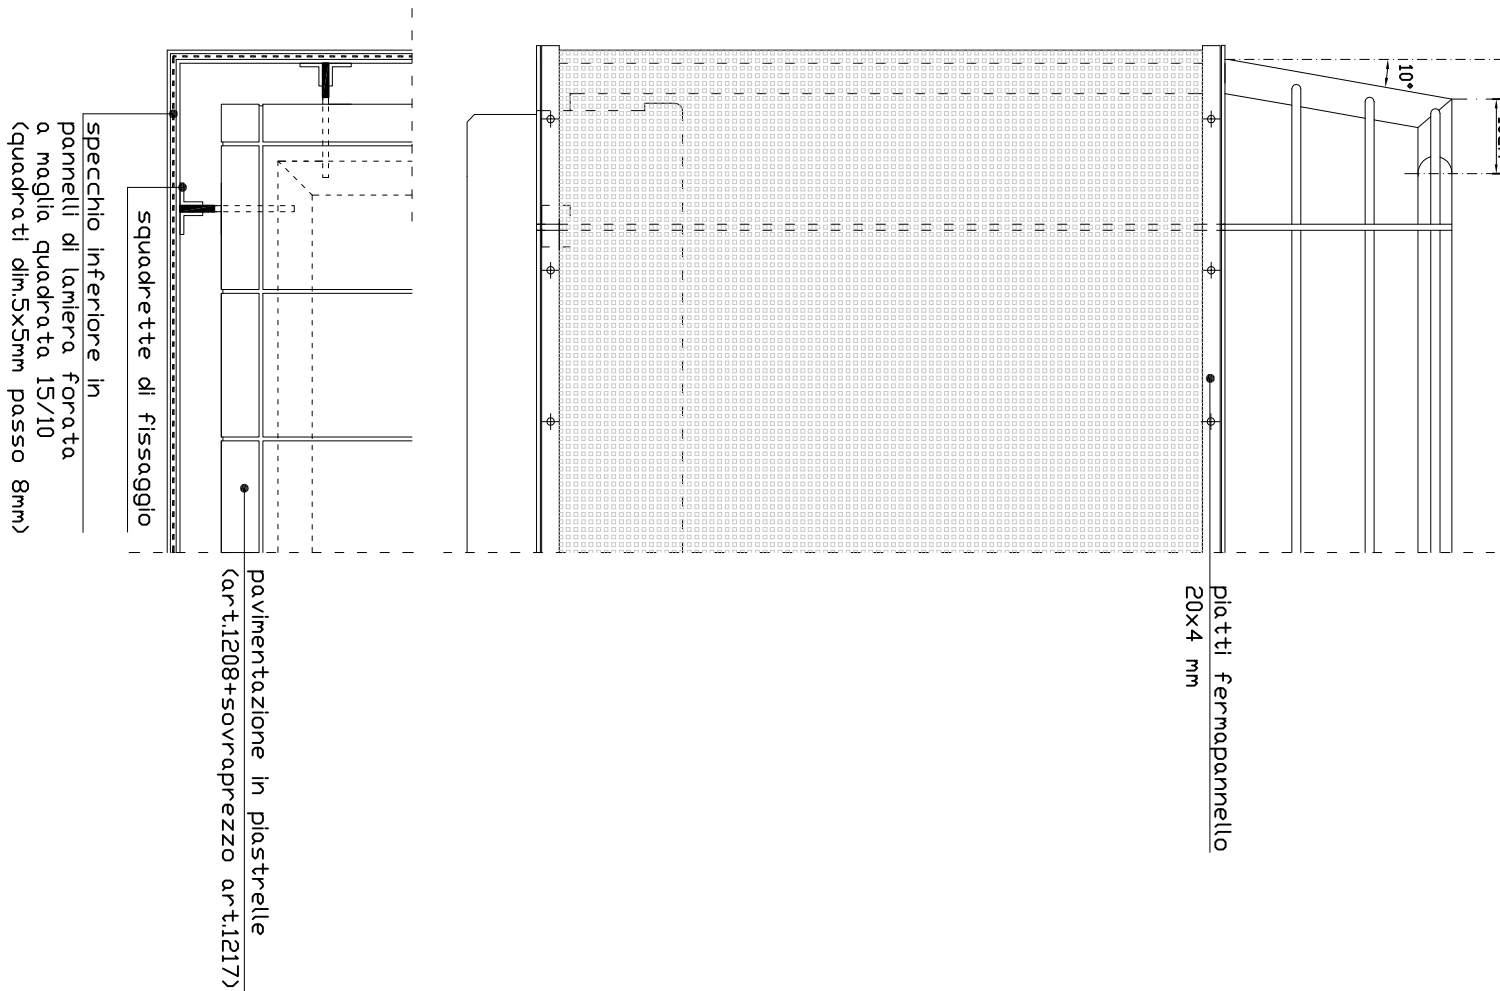 10°
piatti fermapannello
20x4 mm
pavimentazione in piastrelle
(art.1208+sovraprezzo art.1217)
squadrette di fissaggio
specchio inferiore in
pannelli di lamiera forata
a maglia quadrata 15/10
(quadrati dim.5x5mm passo 8mm)